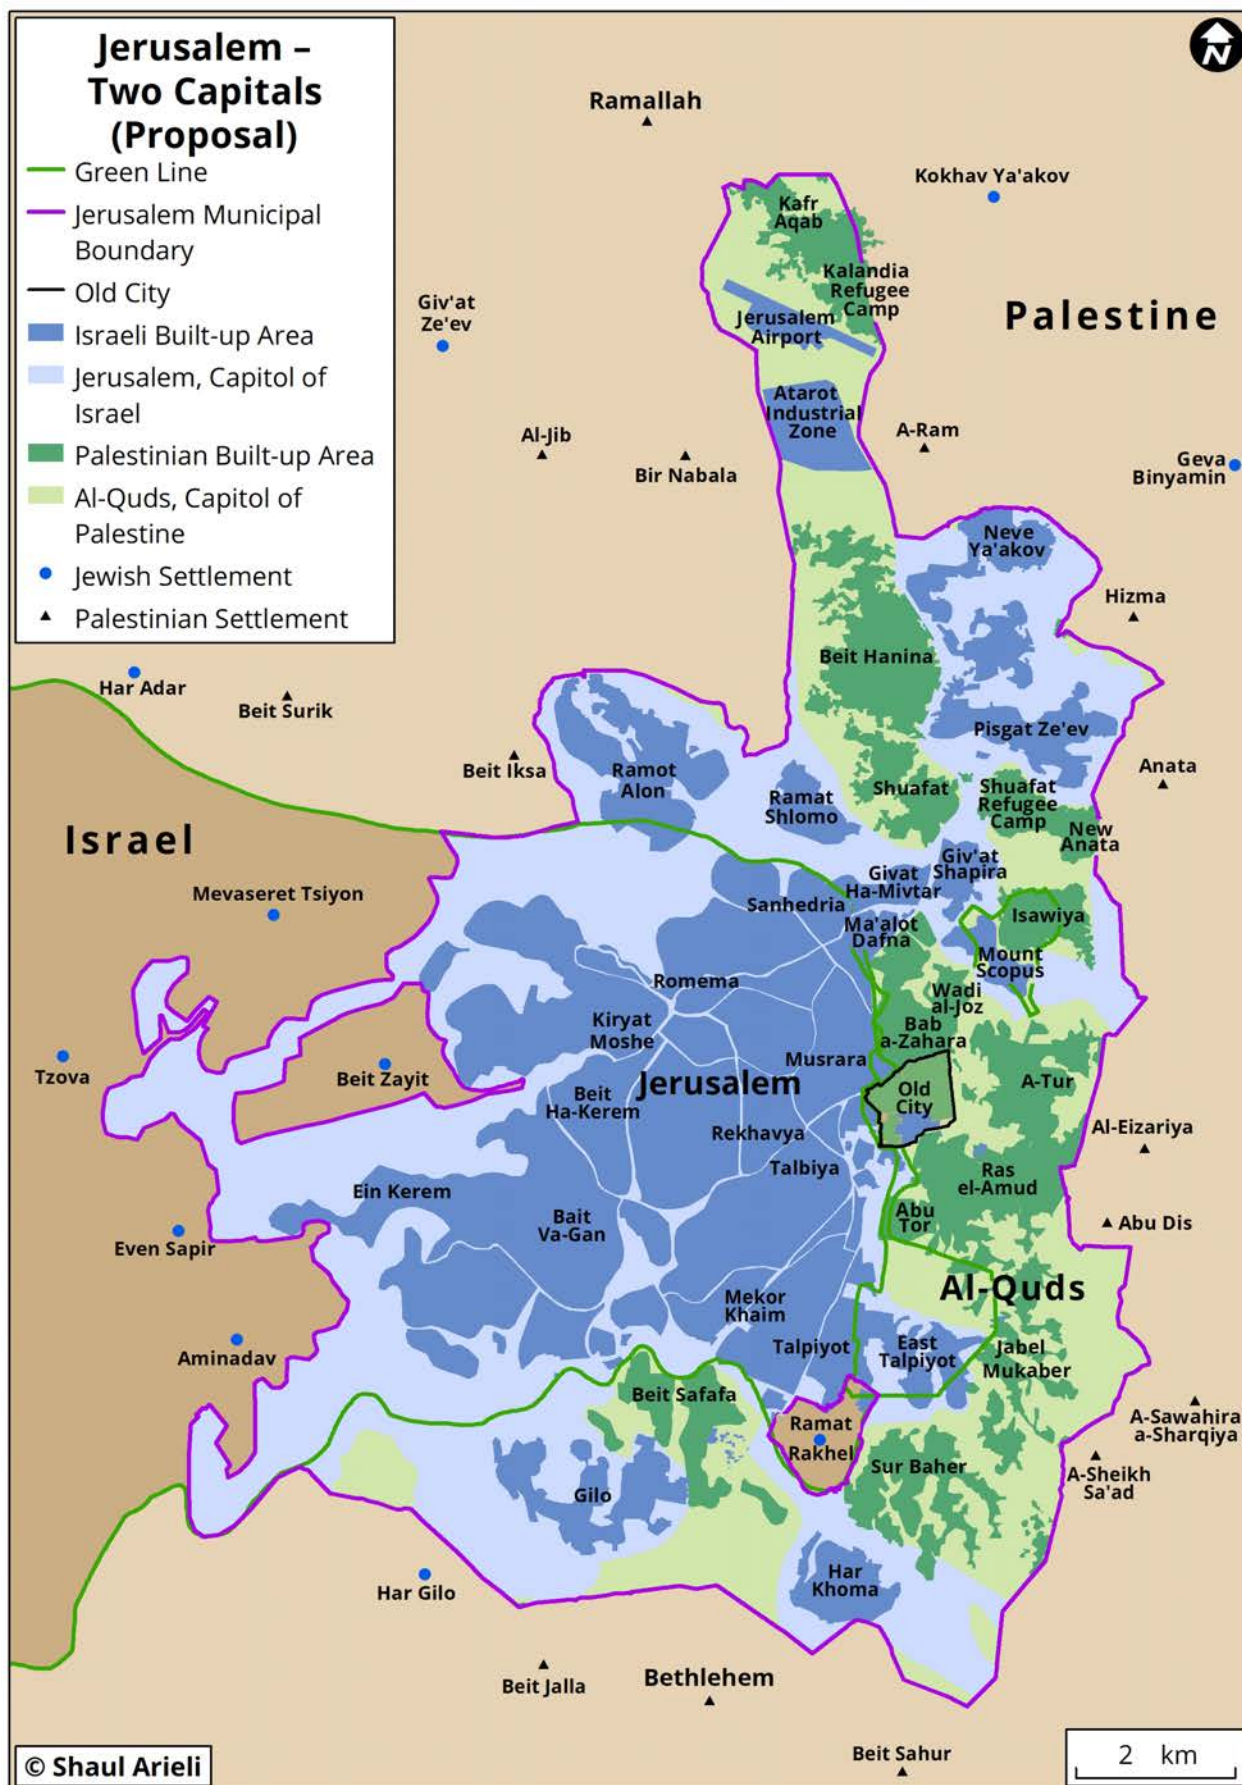 Jerusalem –
Two Capitals
(Proposal)
Green Line
Jerusalem Municipal
Boundary
Old City
Israeli Built-up Area
Jerusalem, Capitol of
Israel
Palestinian Built-up Area
Al-Quds, Capitol of
Palestine
Jewish Settlement
Palestinian Settlement
N
Ramallah
Kokhav Ya'akov
Kafr
Aqab
Kalandia
Refugee
Camp
Giv'at
Ze'ev
Jerusalem
Airport
Palestine
Atarot
Industrial
Zone
Al-Jib
Bir Nabala
A-Ram
Geva
Binyamin
Neve
Ya'akov
Hizma
Beit Hanina
Har Adar
Beit Surik
Pisgat Ze'ev
Beit Iksa
Ramot
Alon
Ramat
Shlomo
Shuafat
Shuafat
Refugee
Camp
Anata
New
Anata
Israel
Mevaseret Tsiyon
Giv'at
Shapira
Givat
Ha-Mivtar
Sanhedria
Ma'alot
Dafna
Isawiya
Mount
Scopus
Romema
Wadi
al-Joz
Kiryat
Moshe
Bab
a-Zahara
Musrara
Tzova
Beit Zayit
Jerusalem
Beit
Ha-Kerem
Old
City
A-Tur
Rekhavya
Al-Eizariya
Talbiya
Ras
el-Amud
Ein Kerem
Bait
Va-Gan
Abu
Tor
Abu Dis
Even Sapir
Al-Quds
Mekor
Khaim
Talpiyot
East
Talpiyot
Jabel
Mukaber
Aminadav
Beit Safafa
Ramat
Rakhel
A-Sawahira
a-Sharqiya
Sur Baher
A-Sheikh
Sa'ad
Gilo
Har Gilo
Har
Khoma
Beit Jalla
Bethlehem
Beit Sahur
© Shaul Arieli
2 km